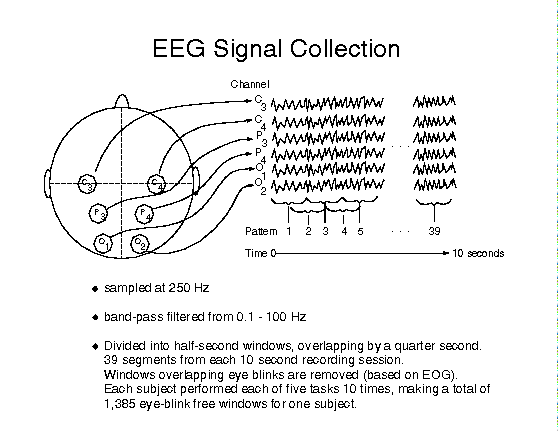 EEG Signal Collection
Channel
C3
C4
P3
P4
O1
O2
C3 C4
P3 P4
O1 O2
Pattern 1 2 3 4 5 . . . 39
Time 0 10 seconds
♦ sampled at 250 Hz
♦ band-pass filtered from 0.1 - 100 Hz
♦ Divided into half-second windows, overlapping by a quarter second.
39 segments from each 10 second recording session.
Windows overlapping eye blinks are removed (based on EOG).
Each subject performed each of five tasks 10 times, making a total of
1,385 eye-blink free windows for one subject.